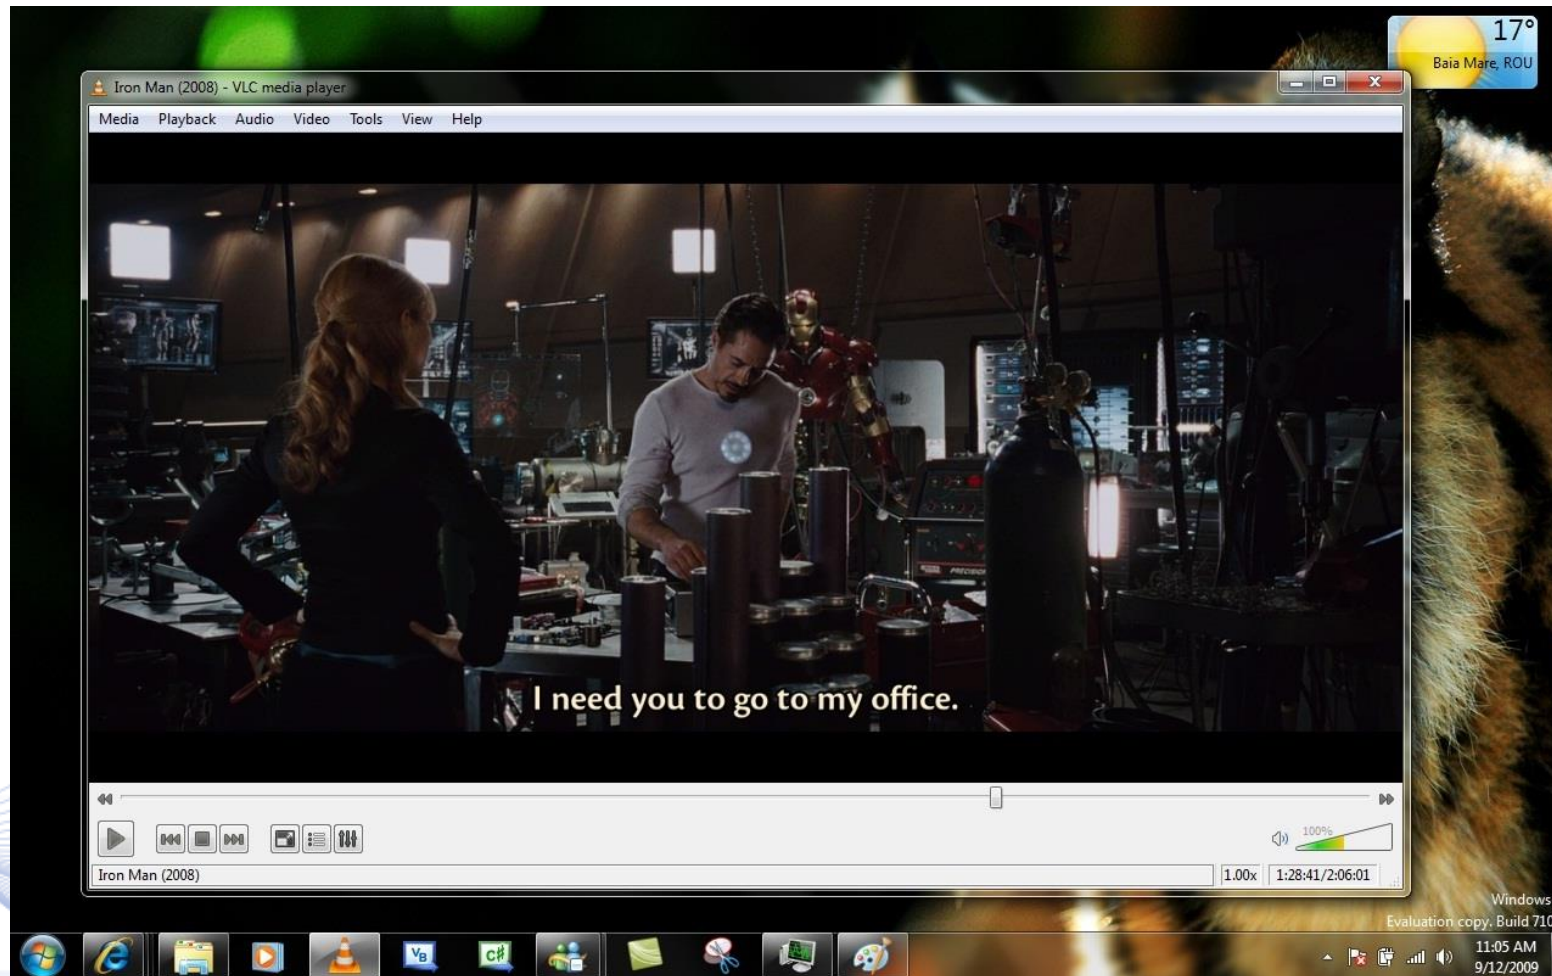 17°
Baia Mare, ROU
Iron Man (2008) - VLC media player
Media Playback Audio Video Tools View Help
PRECISION
I need you to go to my office.
100%
Iron Man (2008) 1.00x 1:28:41/2:06:01
Windows
Evaluation copy. Build 710
VB C#
11:05 AM
9/12/2009